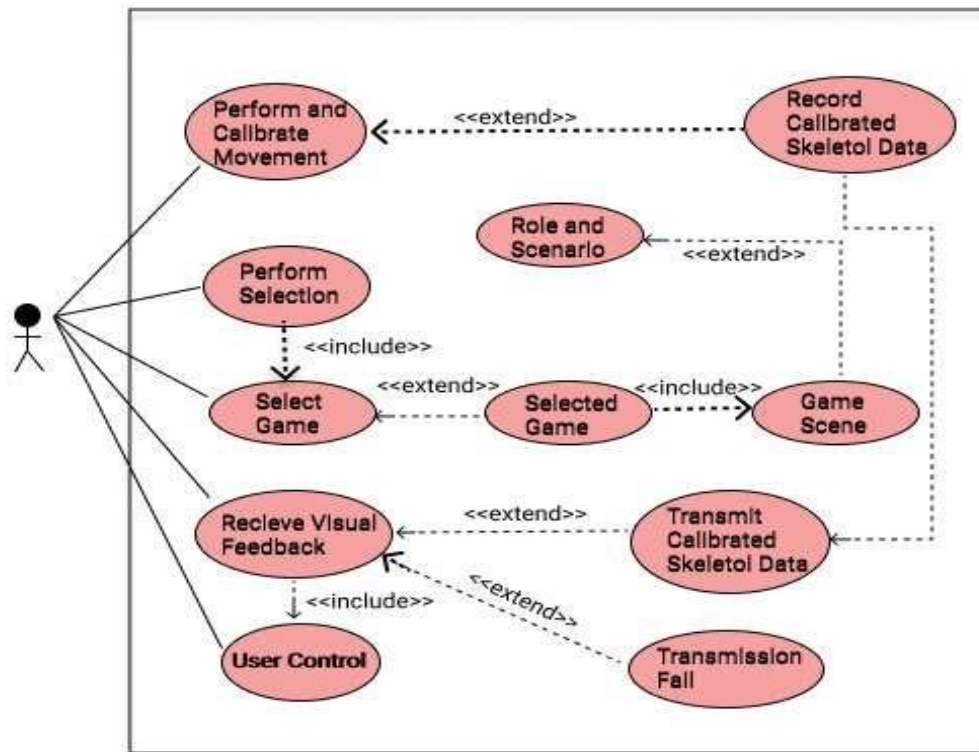 Perform and
Calibrate
Movement
<<extend>>
Record
Calibrated
Skeletol Data
Role and
Scenario
<<extend>>
Perform
Selection
<<include>>
Select
Game
<<extend>>
Selected
Game
<<include>>
Game
Scene
Recieve Visual
Feedback
<<extend>>
Transmit
Calibrated
Skeletol Data
<<include>>
<<extend>>
User Control
Transmission
Fail